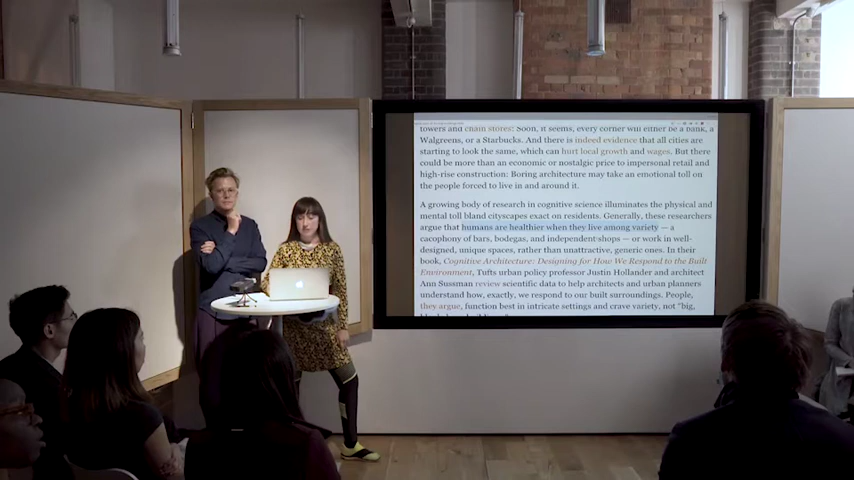 towers and chain stores: Soon, it seems, every corner will either be a bank, a
Walgreens, or a Starbucks. And there is indeed evidence that all cities are
starting to look the same, which can hurt local growth and wages. But there
could be more than an economic or nostalgic price to impersonal retail and
high-rise construction: Boring architecture may take an emotional toll on
the people forced to live in and around it.
A growing body of research in cognitive science illuminates the physical and
mental toll bland cityscapes exact on residents. Generally, these researchers
argue that humans are healthier when they live among variety — a
cacophony of bars, bodegas, and independent shops — or work in well-
designed, unique spaces, rather than unattractive, generic ones. In their
book, Cognitive Architecture: Designing for How We Respond to the Built
Environment, Tufts urban policy professor Justin Hollander and architect
Ann Sussman review scientific data to help architects and urban planners
understand how, exactly, we respond to our built surroundings. People,
they argue, function best in intricate settings and crave variety, not "big,